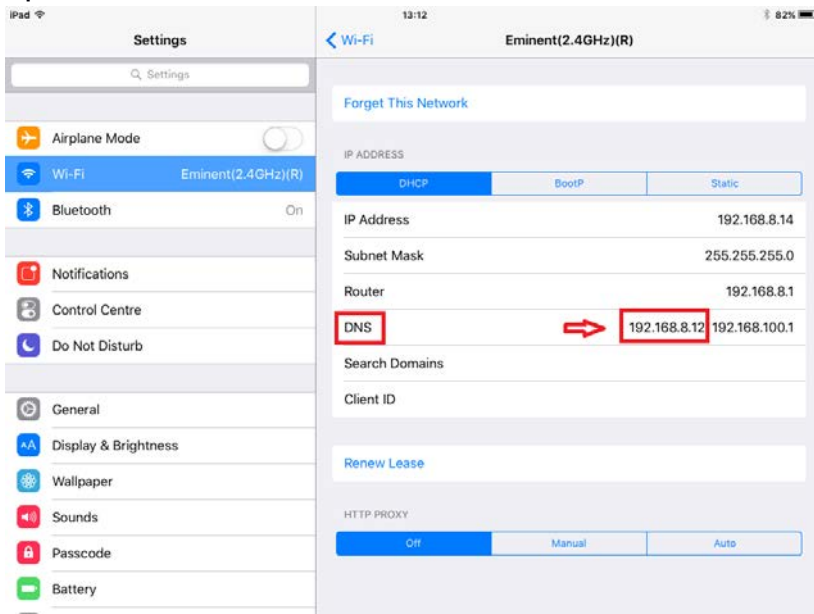 iPad 13:12 82%
Settings
Wi-Fi Eminent(2.4GHz)(R)
Settings
Forget This Network
Airplane Mode
IP ADDRESS
Wi-Fi Eminent(2.4GHz)(R)
DHCP BootP Static
Bluetooth On
IP Address 192.168.8.14
Subnet Mask 255.255.255.0
Notifications
Router 192.168.8.1
Control Centre
DNS 192.168.8.12 192.168.100.1
Do Not Disturb
Search Domains
Client ID
General
Display & Brightness
Renew Lease
Wallpaper
Sounds
HTTP PROXY
Off Manual Auto
Passcode
Battery